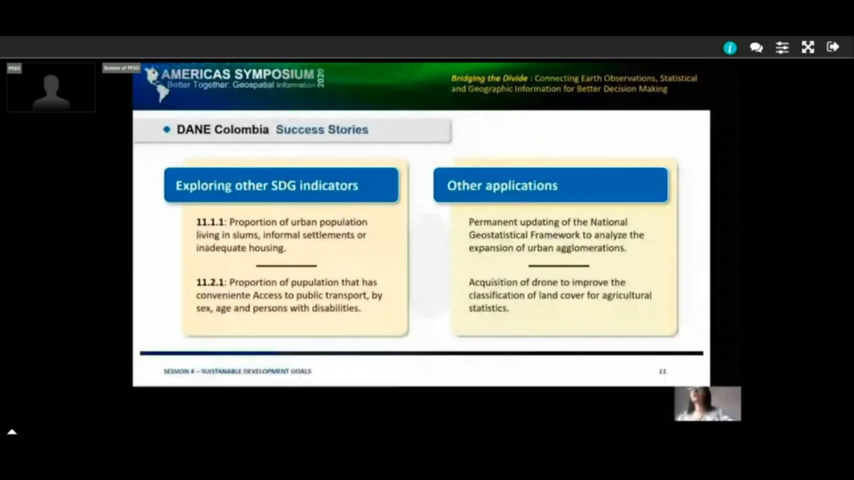 PEGO
Screen of PEGO
AMERICAS SYMPOSIUM 2020
Better Together: Geospatial Information
Bridging the Divide : Connecting Earth Observations, Statistical
and Geographic Information for Better Decision Making
DANE Colombia Success Stories
Exploring other SDG indicators
11.1.1: Proportion of urban population
living in slums, informal settlements or
inadequate housing.
11.2.1: Proportion of pupulation that has
conveniente Access to public transport, by
sex, age and persons with disabilities.
Other applications
Permanent updating of the National
Geostatistical Framework to analyze the
expansion of urban agglomerations.
Acquisition of drone to improve the
classification of land cover for agricultural
statistics.
SESSION 4 – SUSTANABLE DEVELOPMENT GOALS
11